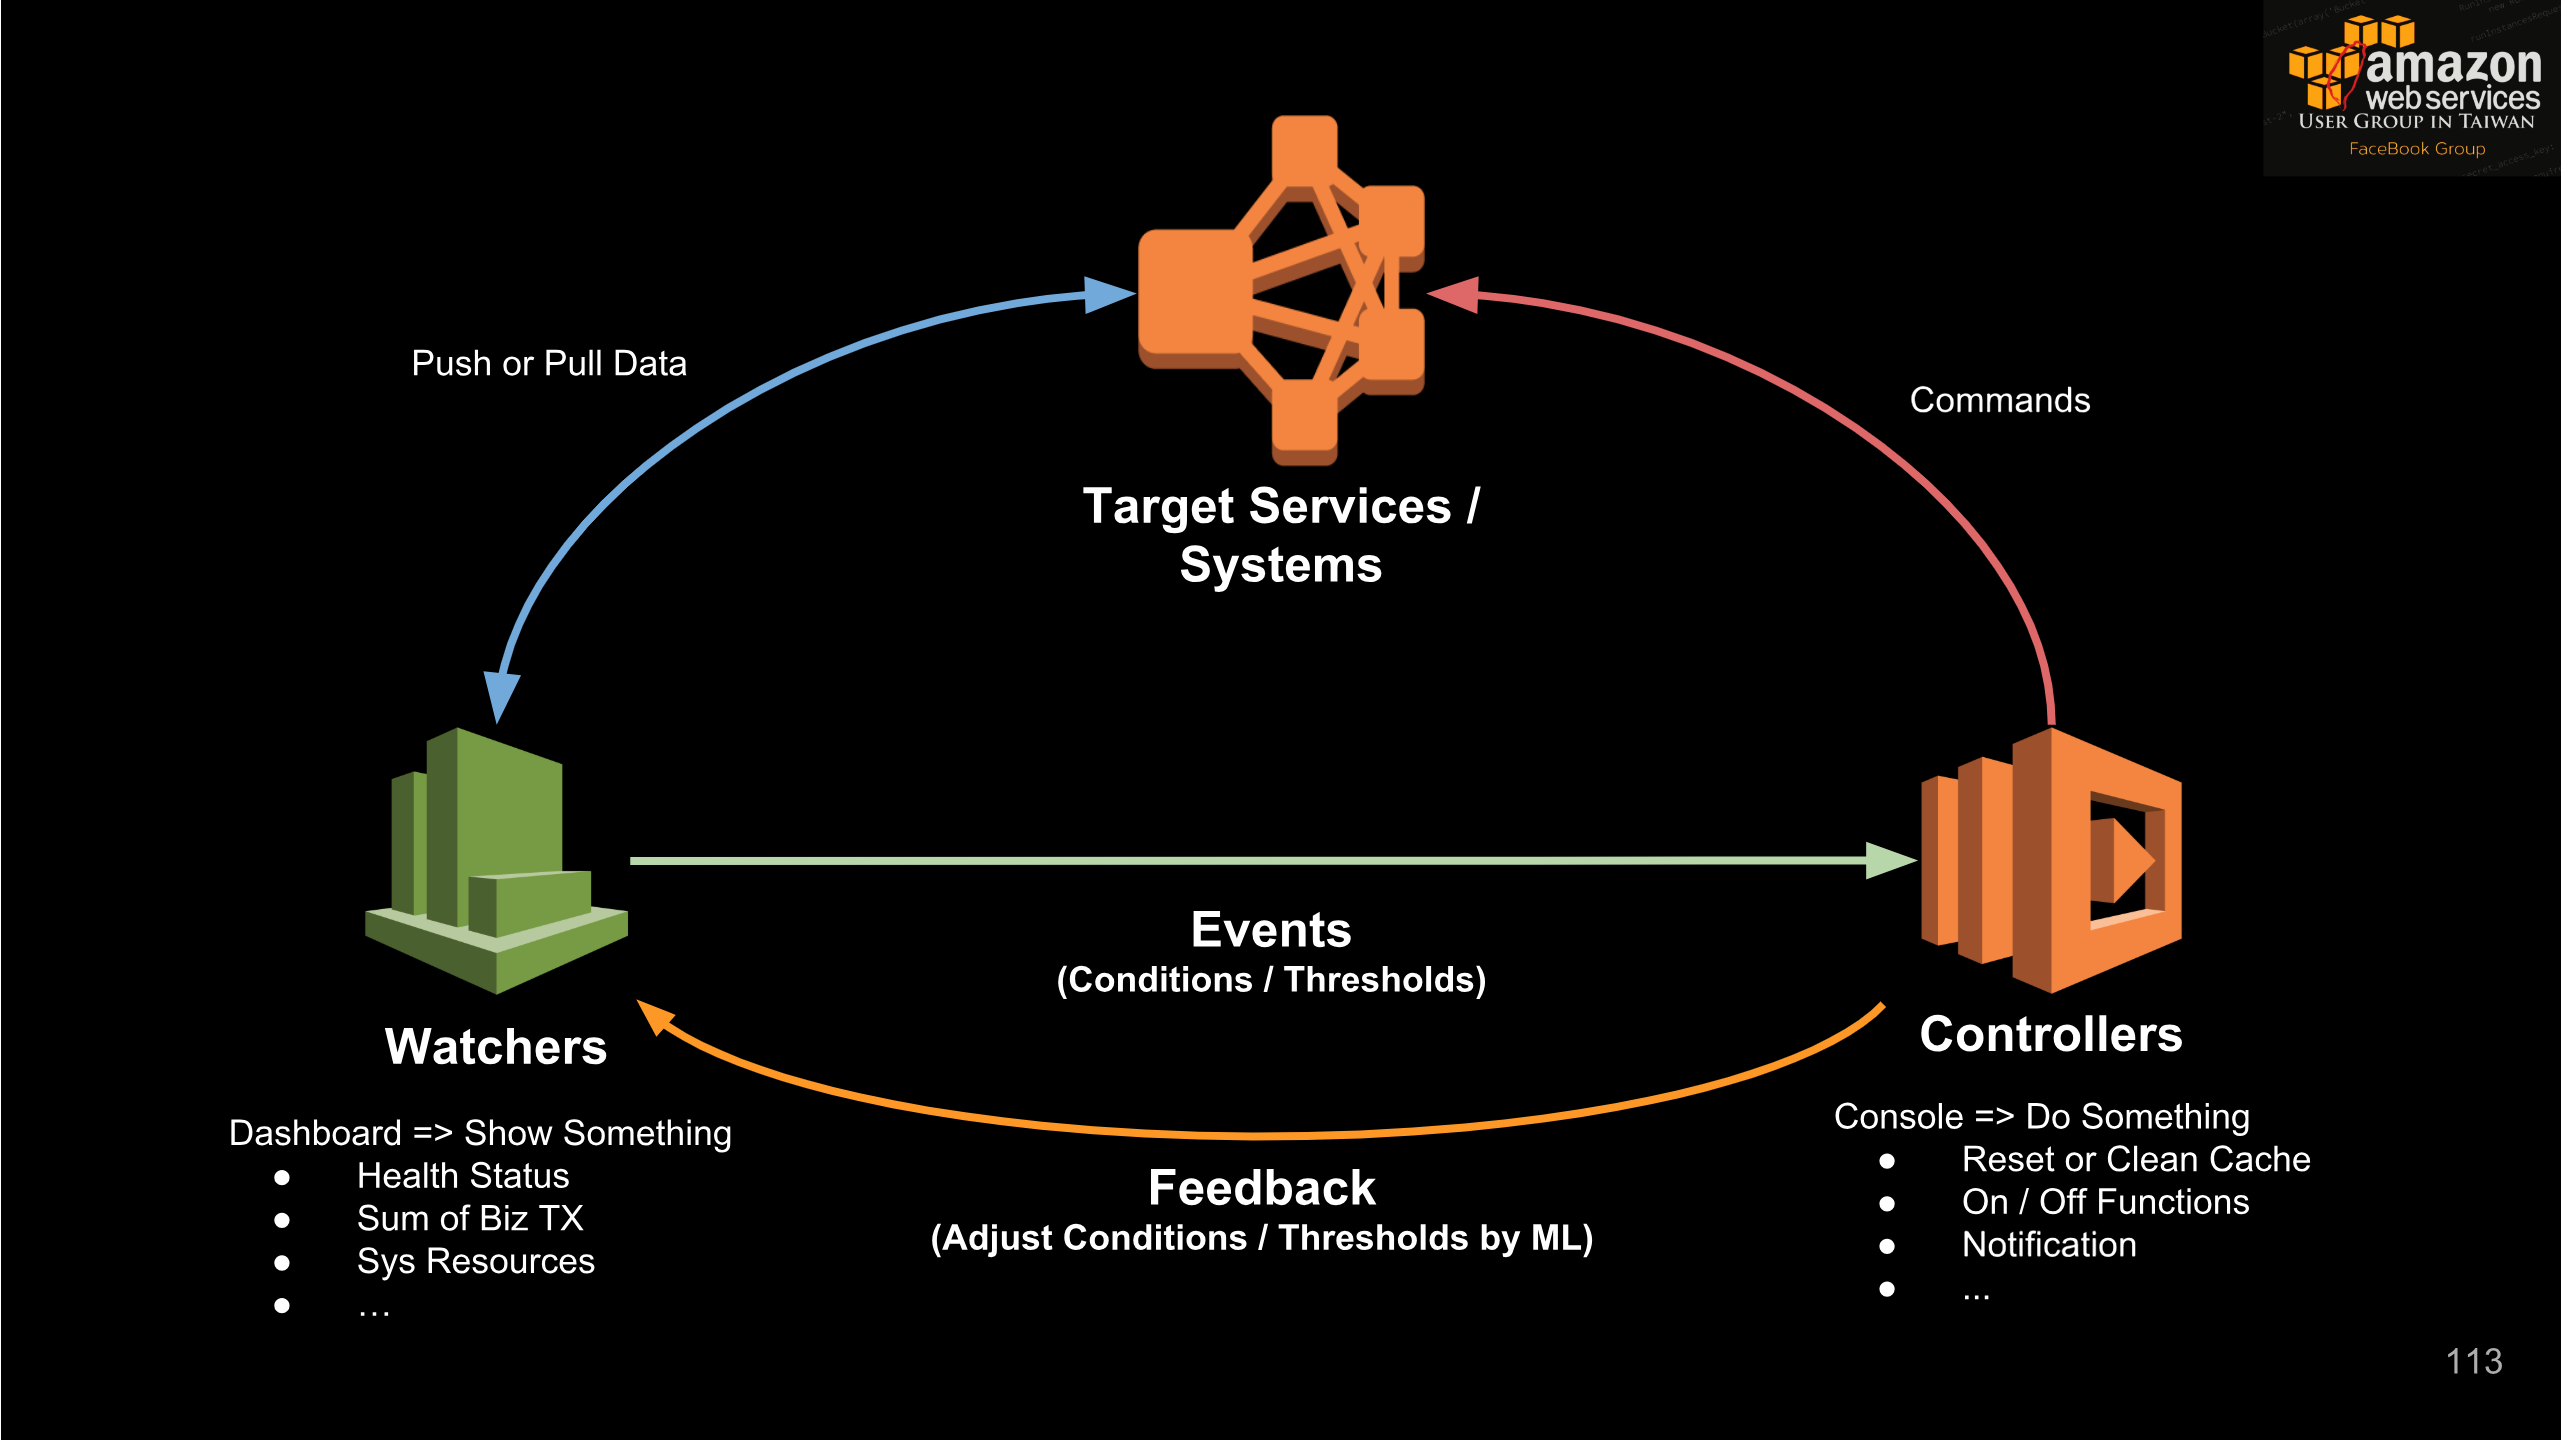 amazon
web services
USER GROUP IN TAIWAN
FaceBook Group
Push or Pull Data
Commands
Target Services /
Systems
Events
(Conditions / Thresholds)
Watchers
Controllers
Dashboard => Show Something
● Health Status
● Sum of Biz TX
● Sys Resources
● …
Feedback
(Adjust Conditions / Thresholds by ML)
Console => Do Something
● Reset or Clean Cache
● On / Off Functions
● Notification
● ...
113